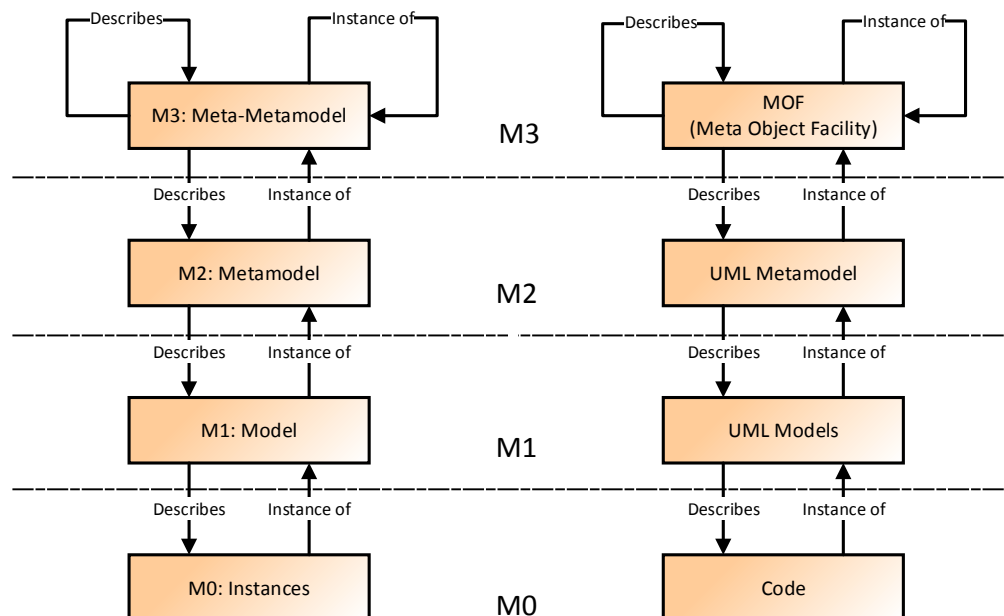 Describes
Instance of
Describes
Instance of
M3: Meta-Metamodel
MOF
(Meta Object Facility)
M3
Describes
Instance of
Describes
Instance of
M2: Metamodel
UML Metamodel
M2
Describes
Instance of
Describes
Instance of
M1: Model
UML Models
M1
Describes
Instance of
Describes
Instance of
M0: Instances
Code
M0